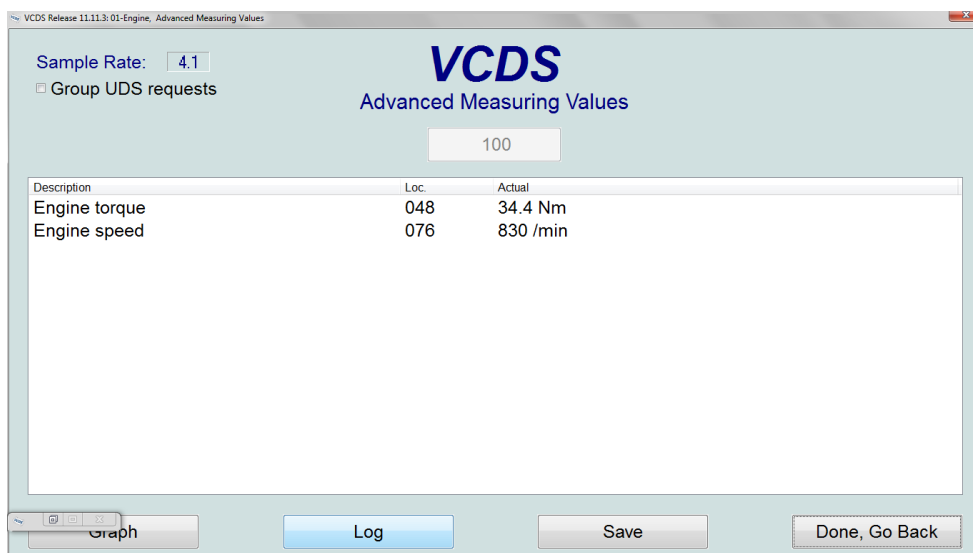 VCDS Release 11.11.3: 01-Engine, Advanced Measuring Values
Sample Rate: 4.1
Group UDS requests
VCDS
Advanced Measuring Values
100
Description Loc. Actual
Engine torque 048 34.4 Nm
Engine speed 076 830 /min
Graph Log Save Done, Go Back